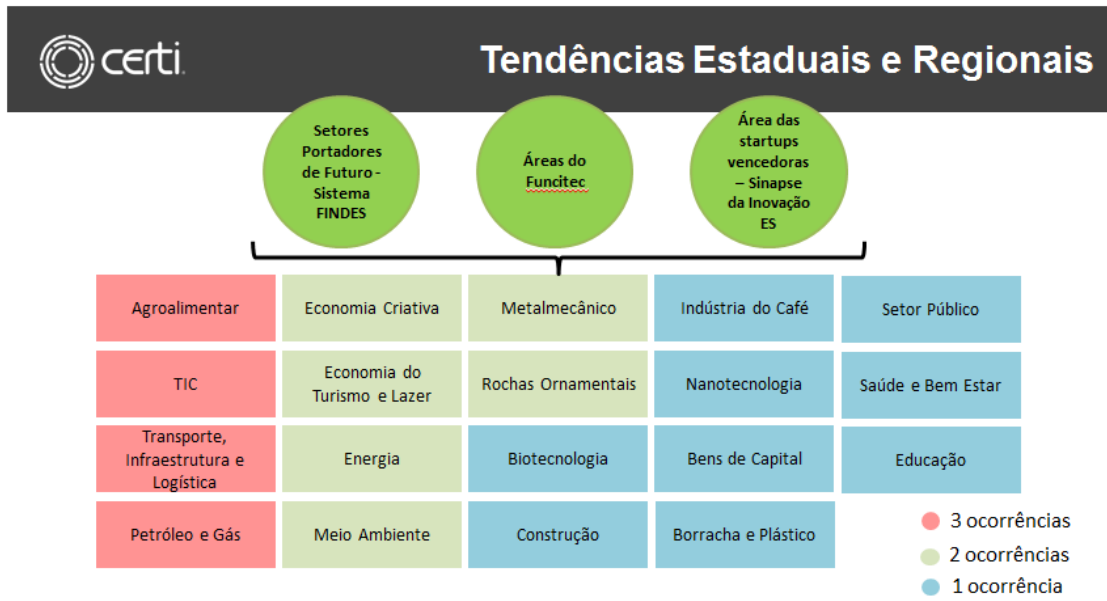 certi.
Tendências Estaduais e Regionais
Setores
Portadores
de Futuro -
Sistema
FINDES
Áreas do
Funcitec
Área das
startups
vencedoras
– Sinapse
da Inovação
ES
Agroalimentar
Economia Criativa
Metalmecânico
Indústria do Café
Setor Público
TIC
Economia do
Turismo e Lazer
Rochas Ornamentais
Nanotecnologia
Saúde e Bem Estar
Transporte,
Infraestrutura e
Logística
Energia
Biotecnologia
Bens de Capital
Educação
Petróleo e Gás
Meio Ambiente
Construção
Borracha e Plástico
3 ocorrências
2 ocorrências
1 ocorrência